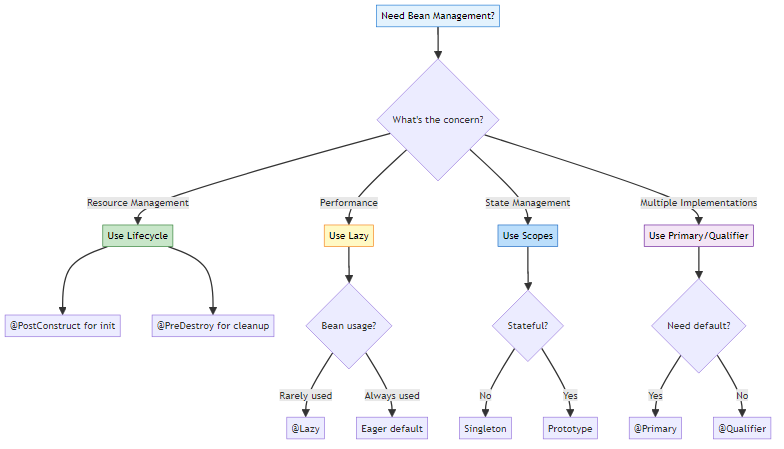 Need Bean Management?
What's the concern?
Resource Management
Performance
State Management
Multiple Implementations
Use Lifecycle
Use Lazy
Use Scopes
Use Primary/Qualifier
@PostConstruct for init
@PreDestroy for cleanup
Bean usage?
Stateful?
Need default?
Rarely used
Always used
No
Yes
Yes
No
@Lazy
Eager default
Singleton
Prototype
@Primary
@Qualifier